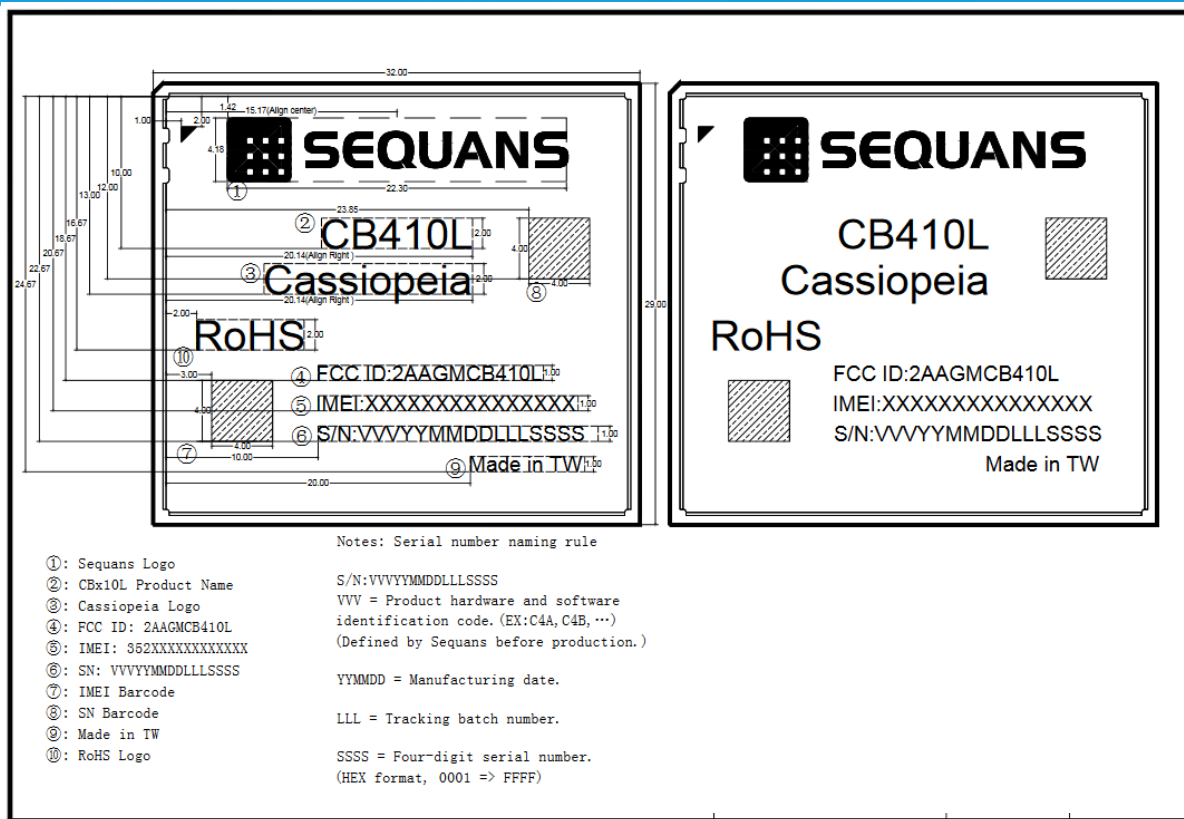 32.00
1.42
15.17(Align center)
1.00
2.00
4.18
SEQUANS
22.30
①
10.00
12.00
13.00
16.67
18.67
20.67
22.67
24.67
23.85
②
CB410L
2.00
4.00
20.14(Align Right )
③
Cassiopeia
2.00
4.00
⑧
20.14(Align Right )
29.00
2.00
RoHS
2.00
⑩
3.00
④
FCC ID:2AAGMCB410L
1.00
4.00
⑤
IMEI:XXXXXXXXXXXXXXX
1.00
⑥
S/N:VVVYYMMDDLLLSSSS
1.00
4.00
⑦
10.00
⑨
Made in TW
1.00
20.00
SEQUANS
CB410L
Cassiopeia
RoHS
FCC ID:2AAGMCB410L
IMEI:XXXXXXXXXXXXXXX
S/N:VVVYYMMDDLLLSSSS
Made in TW
①: Sequans Logo
②: CBx10L Product Name
③: Cassiopeia Logo
④: FCC ID: 2AAGMCB410L
⑤: IMEI: 352XXXXXXXXXXXX
⑥: SN: VVVYYMMDDLLLSSSS
⑦: IMEI Barcode
⑧: SN Barcode
⑨: Made in TW
⑩: RoHS Logo
Notes: Serial number naming rule
S/N:VVVYYMMDDLLLSSSS
VVV = Product hardware and software
identification code.(EX:C4A,C4B,…)
(Defined by Sequans before production.)
YYMMDD = Manufacturing date.
LLL = Tracking batch number.
SSSS = Four-digit serial number.
(HEX format, 0001 => FFFF)